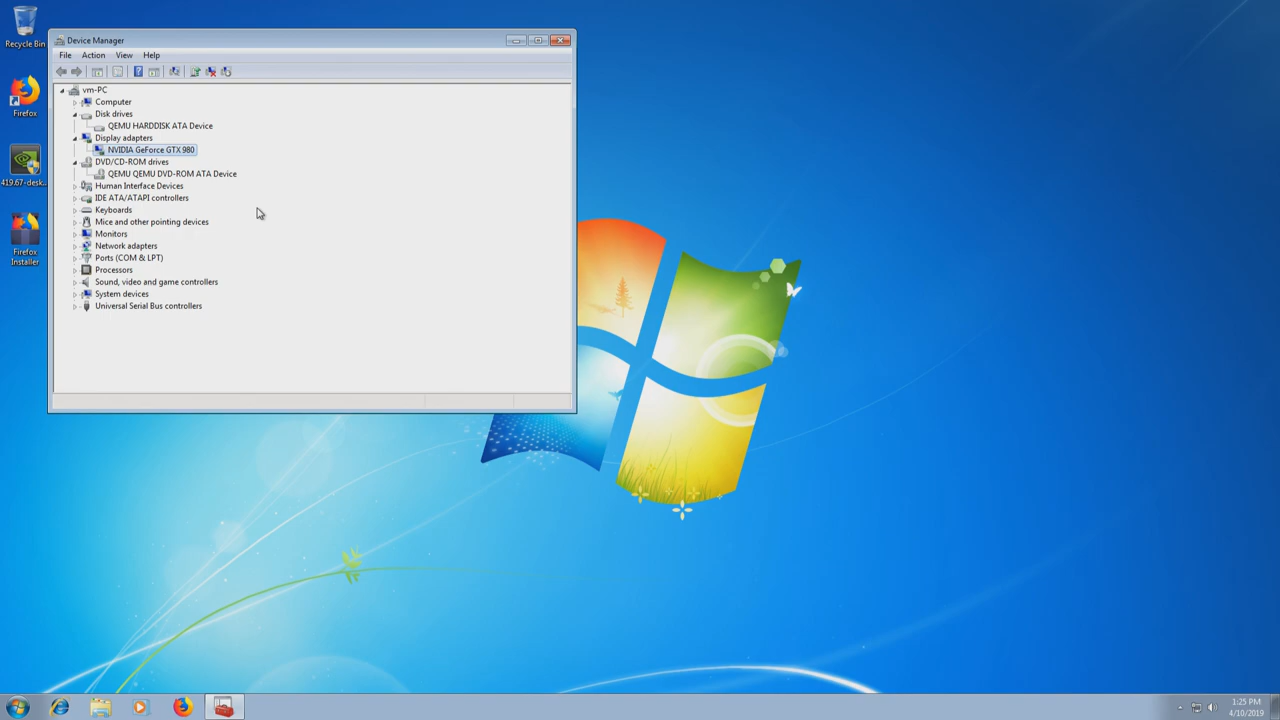 Recycle Bin
Firefox
419.67-desk...
Firefox
Installer
Device Manager
File Action View Help
vm-PC
Computer
Disk drives
QEMU HARDDISK ATA Device
Display adapters
NVIDIA GeForce GTX 980
DVD/CD-ROM drives
QEMU QEMU DVD-ROM ATA Device
Human Interface Devices
IDE ATA/ATAPI controllers
Keyboards
Mice and other pointing devices
Monitors
Network adapters
Ports (COM & LPT)
Processors
Sound, video and game controllers
System devices
Universal Serial Bus controllers
1:25 PM
4/10/2019